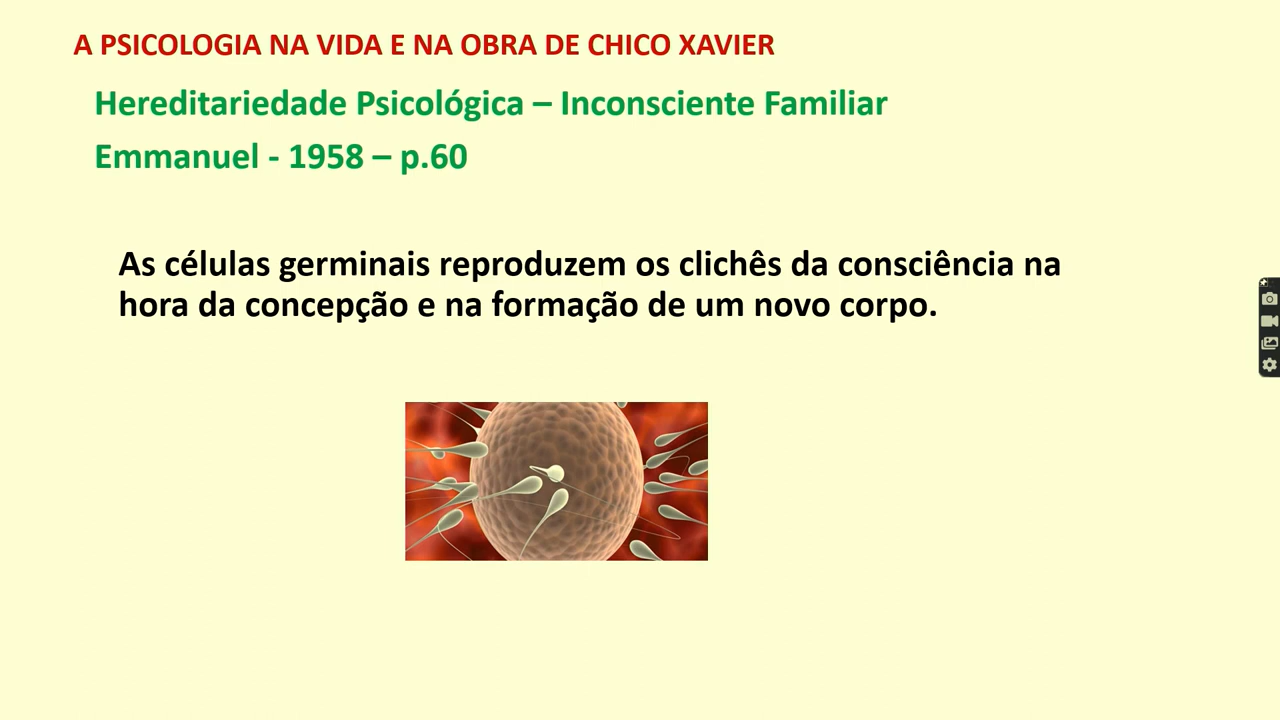 A PSICOLOGIA NA VIDA E NA OBRA DE CHICO XAVIER
Hereditariedade Psicológica – Inconsciente Familiar
Emmanuel - 1958 – p.60
As células germinais reproduzem os clichês da consciência na
hora da concepção e na formação de um novo corpo.